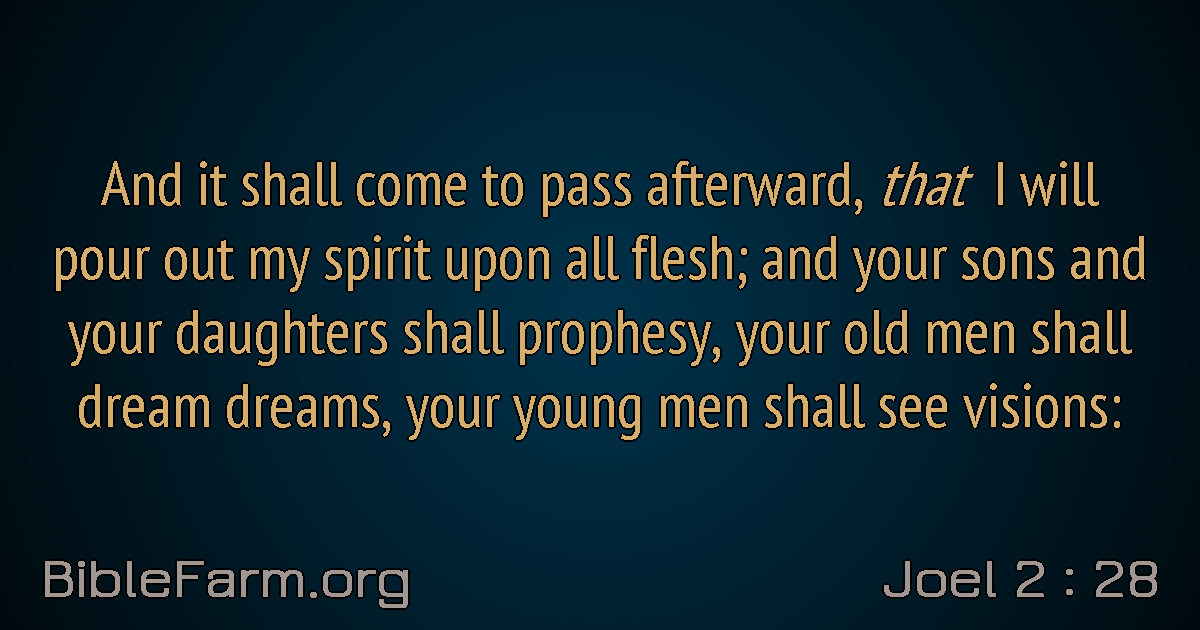 And it shall come to pass afterward, that I will
pour out my spirit upon all flesh; and your sons and
your daughters shall prophesy, your old men shall
dream dreams, your young men shall see visions:
BibleFarm.org
Joel 2 : 28